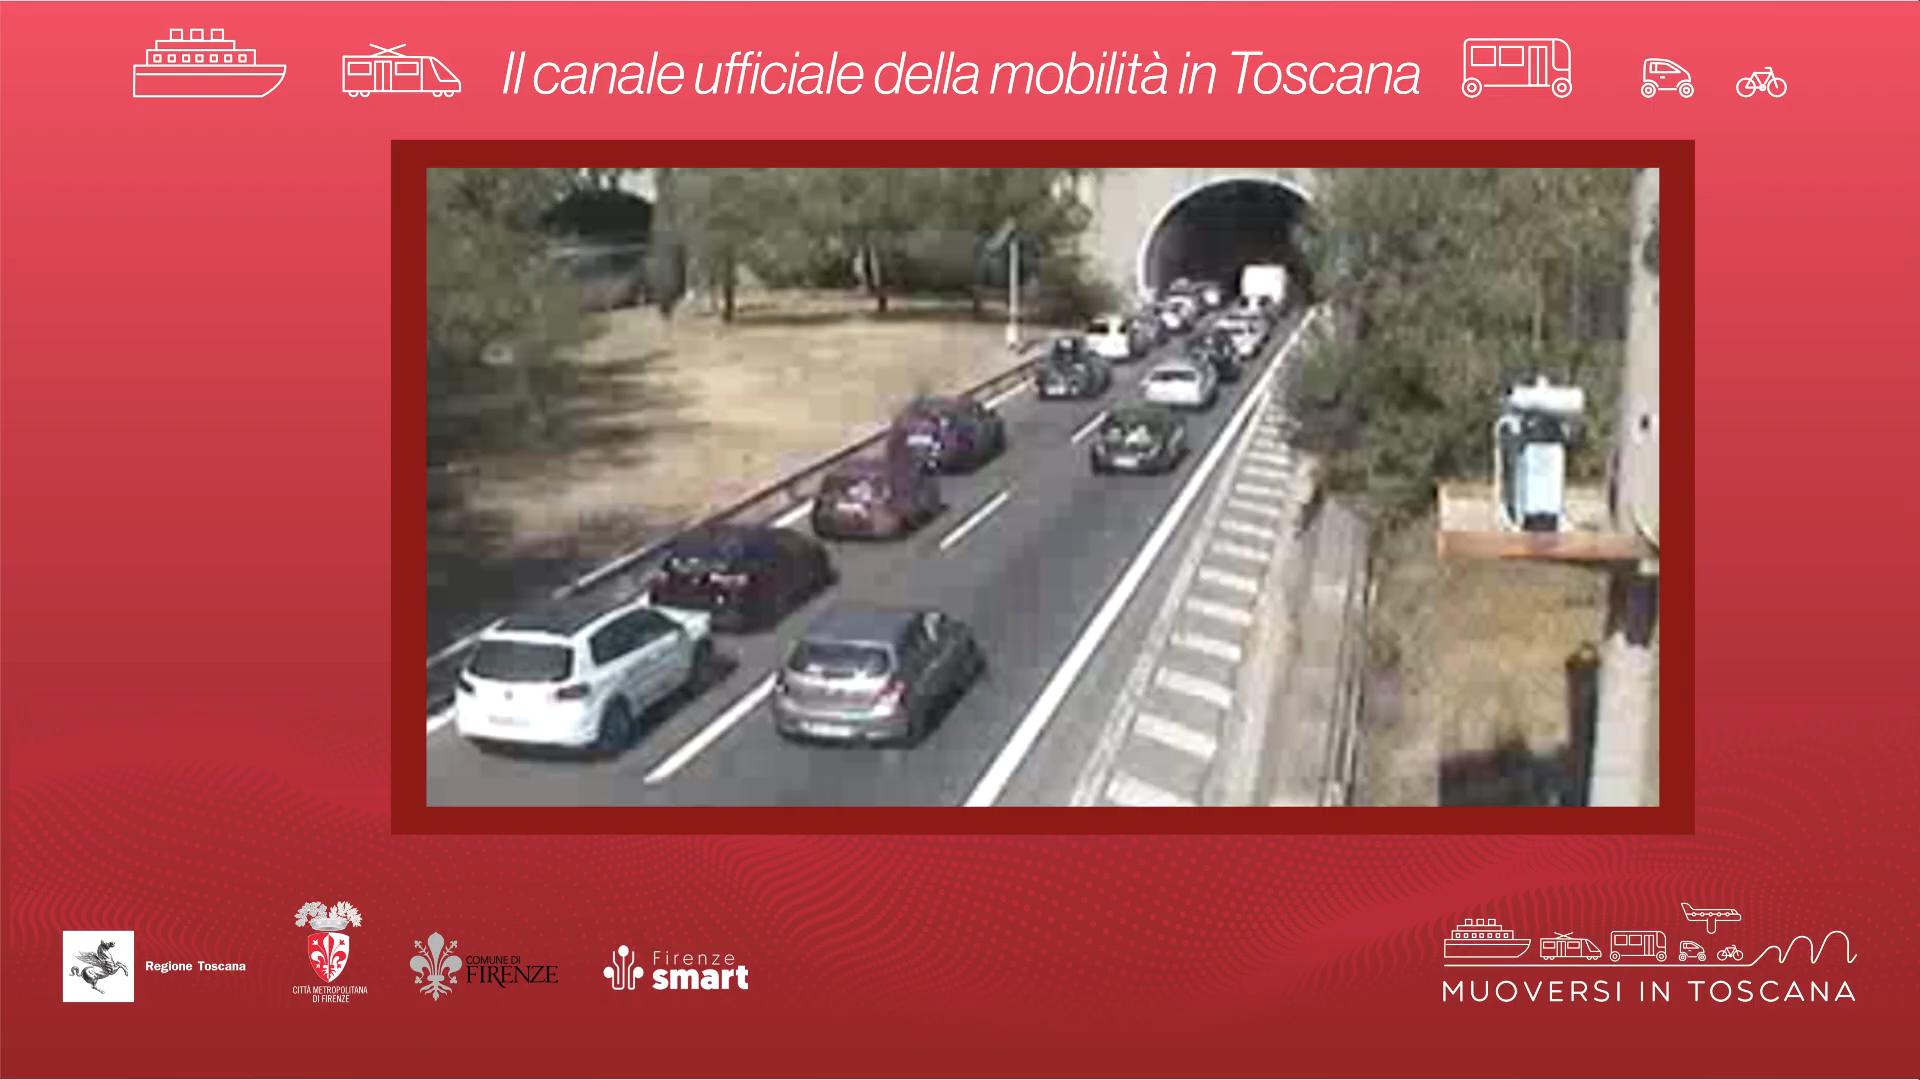 Il canale ufficiale della mobilità in Toscana
Regione Toscana
CITTÀ METROPOLITANA
DI FIRENZE
COMUNE DI
FIRENZE
Firenze
smart
MUOVERSI IN TOSCANA